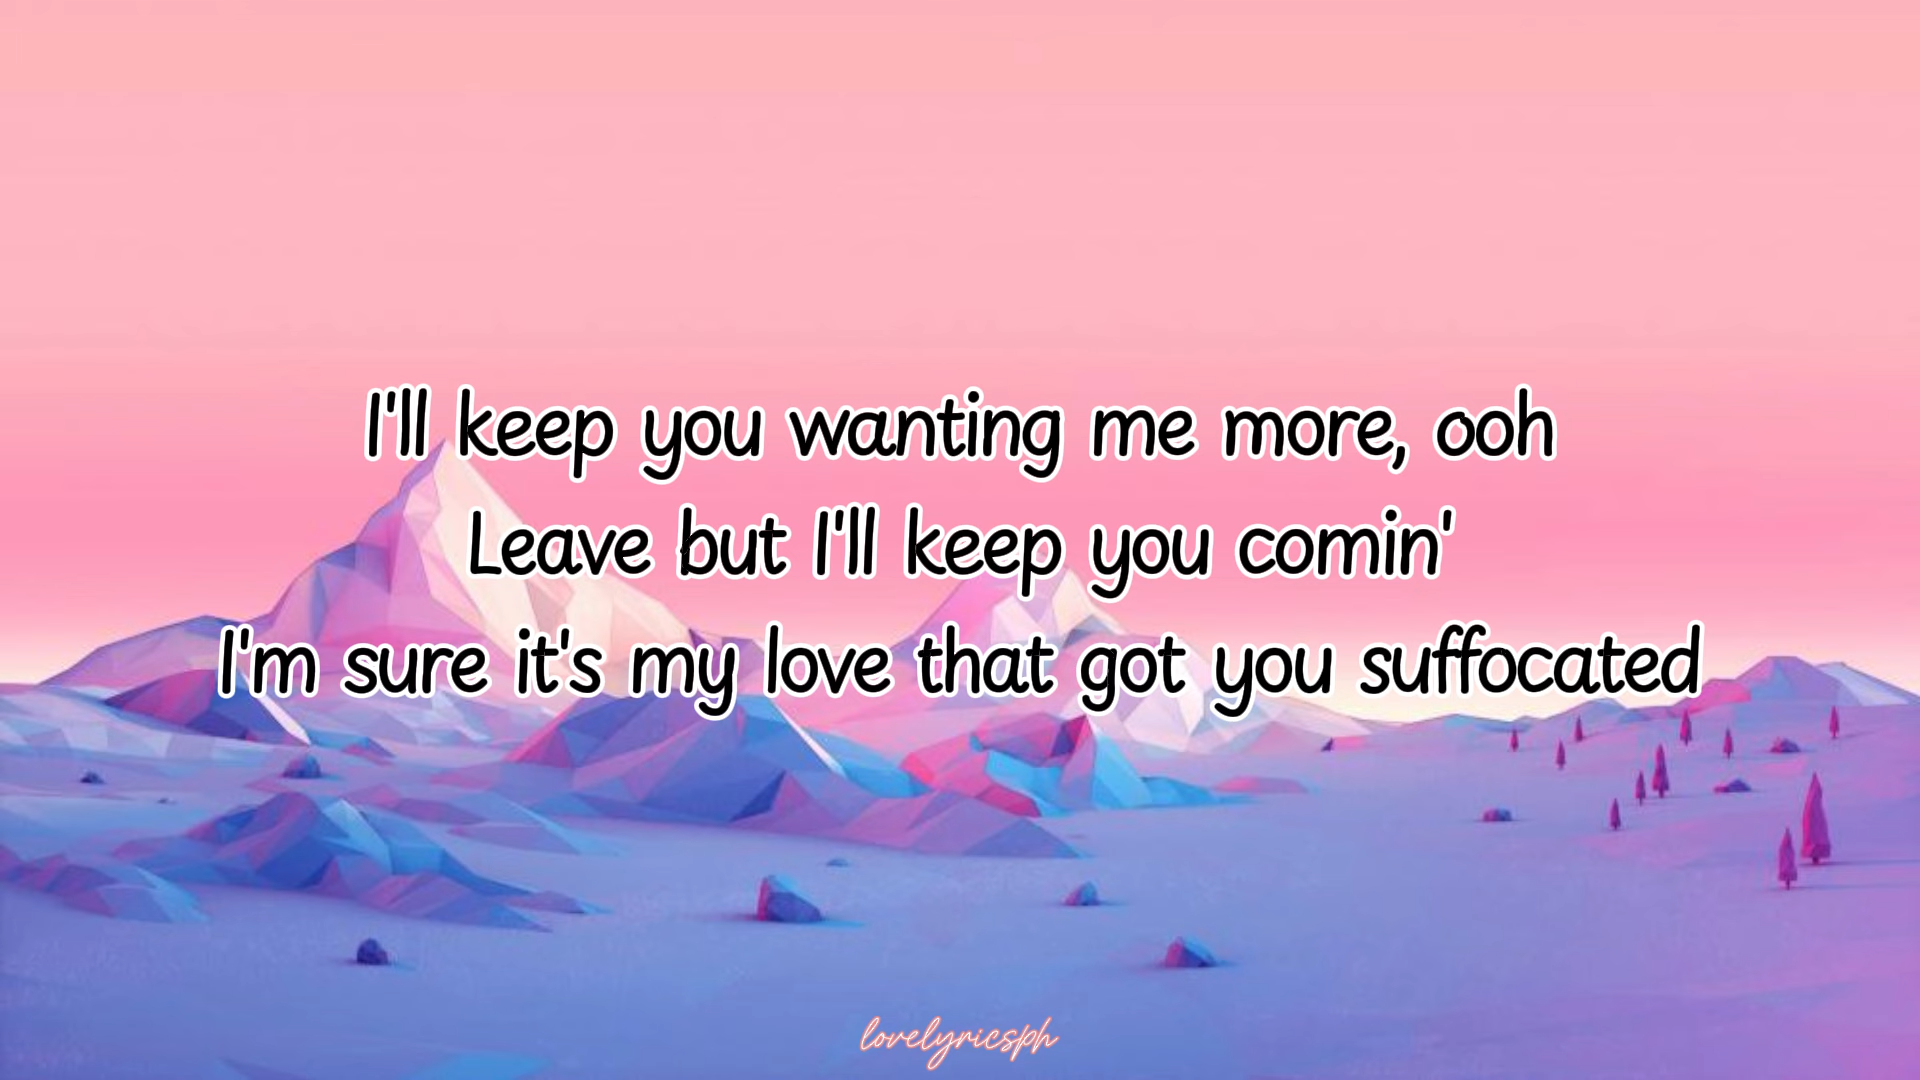 I'll keep you wanting me more, ooh
Leave but I'll keep you comin'
I'm sure it's my love that got you suffocated
lovelyricsph